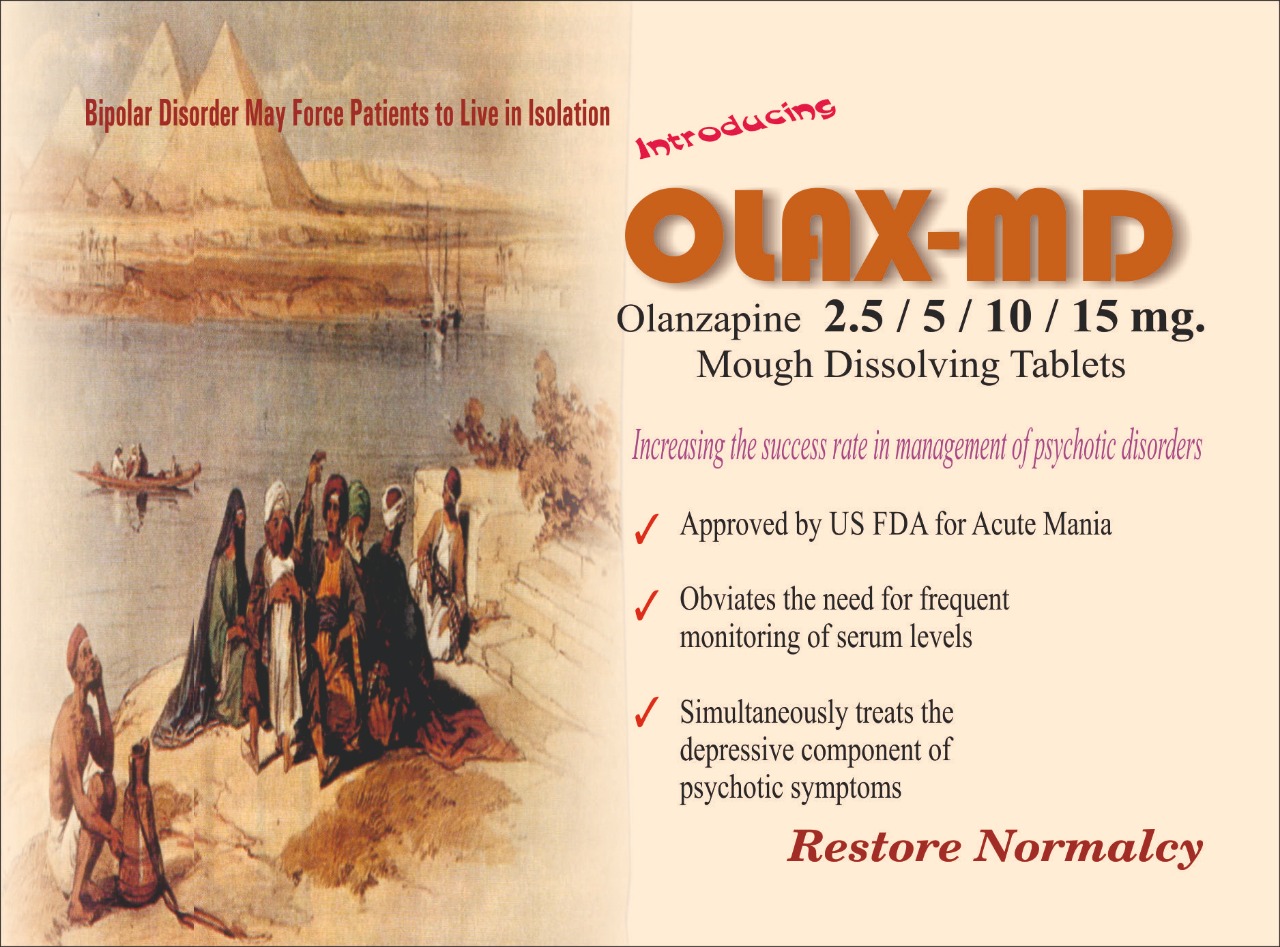 Bipolar Disorder May Force Patients to Live in Isolation
Introducing
OLAX-MD
Olanzapine 2.5 / 5 / 10 / 15 mg.
Mough Dissolving Tablets
Increasing the success rate in management of psychotic disorders
✓ Approved by US FDA for Acute Mania
✓ Obviates the need for frequent
monitoring of serum levels
✓ Simultaneously treats the
depressive component of
psychotic symptoms
Restore Normalcy